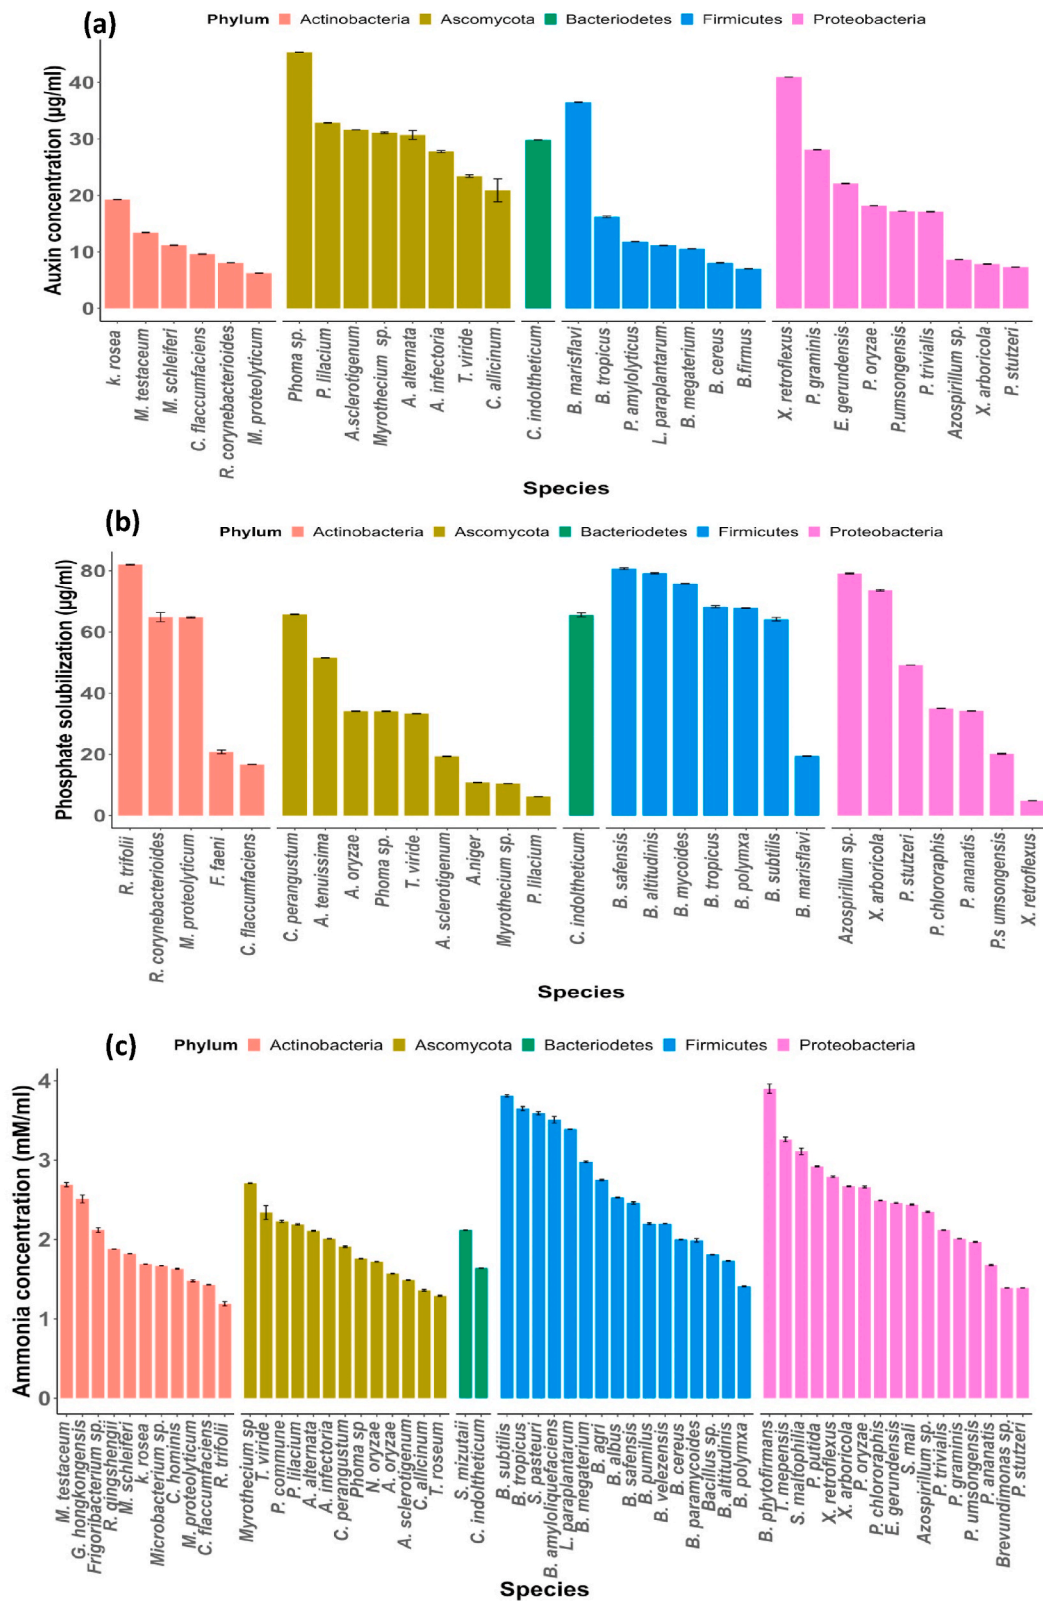 (a)
Phylum Actinobacteria Ascomycota Bacteriodetes Firmicutes Proteobacteria
Auxin concentration (µg/ml)
40
30
20
10
0
k. rosea
M. testaceum
M. schleiferi
C. flaccumfaciens
R. corynebacterioides
M. proteolyticum
Phoma sp.
P. lilacium
A.sclerotigenum
Myrothecium sp.
A. alternata
A. infectoria
T. viride
C. allicinum
C. indoltheticum
B. marisflavi
B. tropicus
P. amylolyticus
L. paraplantarum
B. megaterium
B. cereus
B.firmus
X. retroflexus
P. graminis
E. gerundensis
P. oryzae
P.umsongensis
P. trivialis
Azospirillum sp.
X. arboricola
P. stutzeri
Species
(b)
Phylum Actinobacteria Ascomycota Bacteriodetes Firmicutes Proteobacteria
Phosphate solubilization (µg/ml)
80
60
40
20
0
R. trifolii
R. corynebacterioides
M. proteolyticum
F. faeni
C. flaccumfaciens
C. perangustum
A. tenuissima
A. oryzae
Phoma sp.
T. viride
A. sclerotigenum
A.niger
Myrothecium sp.
P. lilacium
C. indoltheticum
B. safensis
B. altitudinis
B. mycoides
B. tropicus
B. polymxa
B. subtilis
B. marisflavi
Azospirillum sp.
X. arboricola
P. stutzeri
P. chlororaphis
P. ananatis
P.s umsongensis
X. retroflexus
Species
(c)
Phylum Actinobacteria Ascomycota Bacteriodetes Firmicutes Proteobacteria
Ammonia concentration (mM/ml)
4
3
2
1
0
M. testaceum
G. hongkongensis
Frigoribacterium sp.
R. qingshengii
M. schleiferi
k. rosea
Microbacterium sp.
C. hominis
M. proteolyticum
C. flaccumfaciens
R. trifolii
Myrothecium sp
T. viride
P. commune
P. lilacium
A. alternata
A. infectoria
C. perangustum
Phoma sp
N. oryzae
A. oryzae
A. sclerotigenum
C. allicinum
T. roseum
S. mizutaii
C. indoltheticum
B. subtilis
B. tropicus
S. pasteuri
B. amyloliquefaciens
L. paraplantarum
B. megaterium
B. agri
B. albus
B. safensis
B. pumilus
B. velezensis
B. cereus
B. paramycoides
Bacillus sp.
B. altitudinis
B. polymxa
B. phytofirmans
T. mepensis
S. maltophilia
P. putida
X. retroflexus
X. arboricola
P. oryzae
P. chlororaphis
E. gerundensis
S. mali
Azospirillum sp.
P. trivialis
P. graminis
P. umsongensis
P. ananatis
Brevundimonas sp.
P. stutzeri
Species